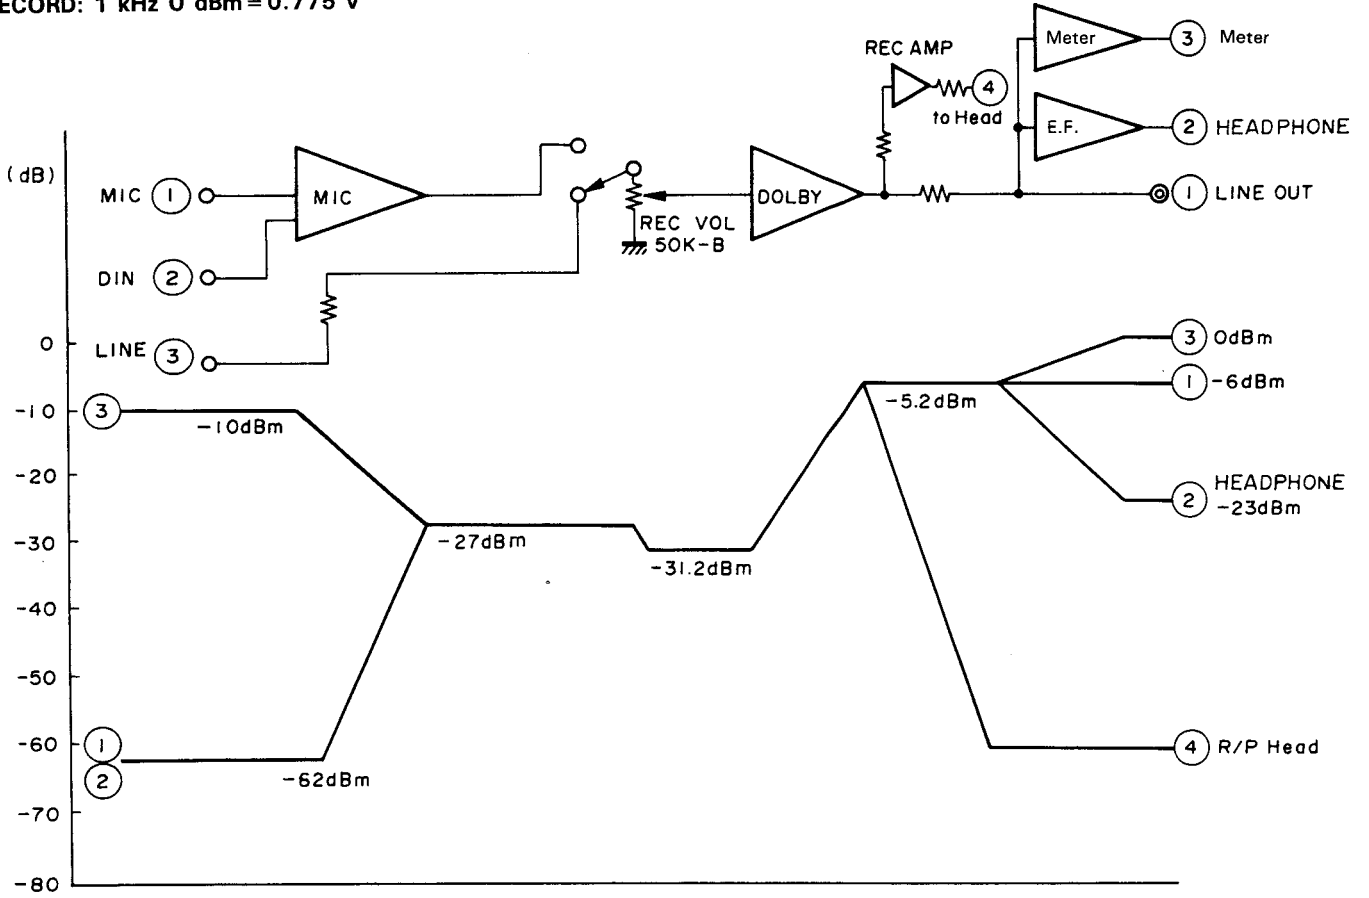 ECORD: 1 kHz 0 dBm = 0.775 V
Meter
3
Meter
REC AMP
4
to Head
E.F.
2
HEADPHONE
(dB)
MIC
1
MIC
DOLBY
1
LINE OUT
REC VOL
50K-B
DIN
2
0
LINE
3
3
0dBm
1
-6dBm
-10
3
-10dBm
-5.2dBm
-20
HEADPHONE
2
-23dBm
-30
-27dBm
-31.2dBm
-40
-50
-60
1
4
R/P Head
2
-62dBm
-70
-80